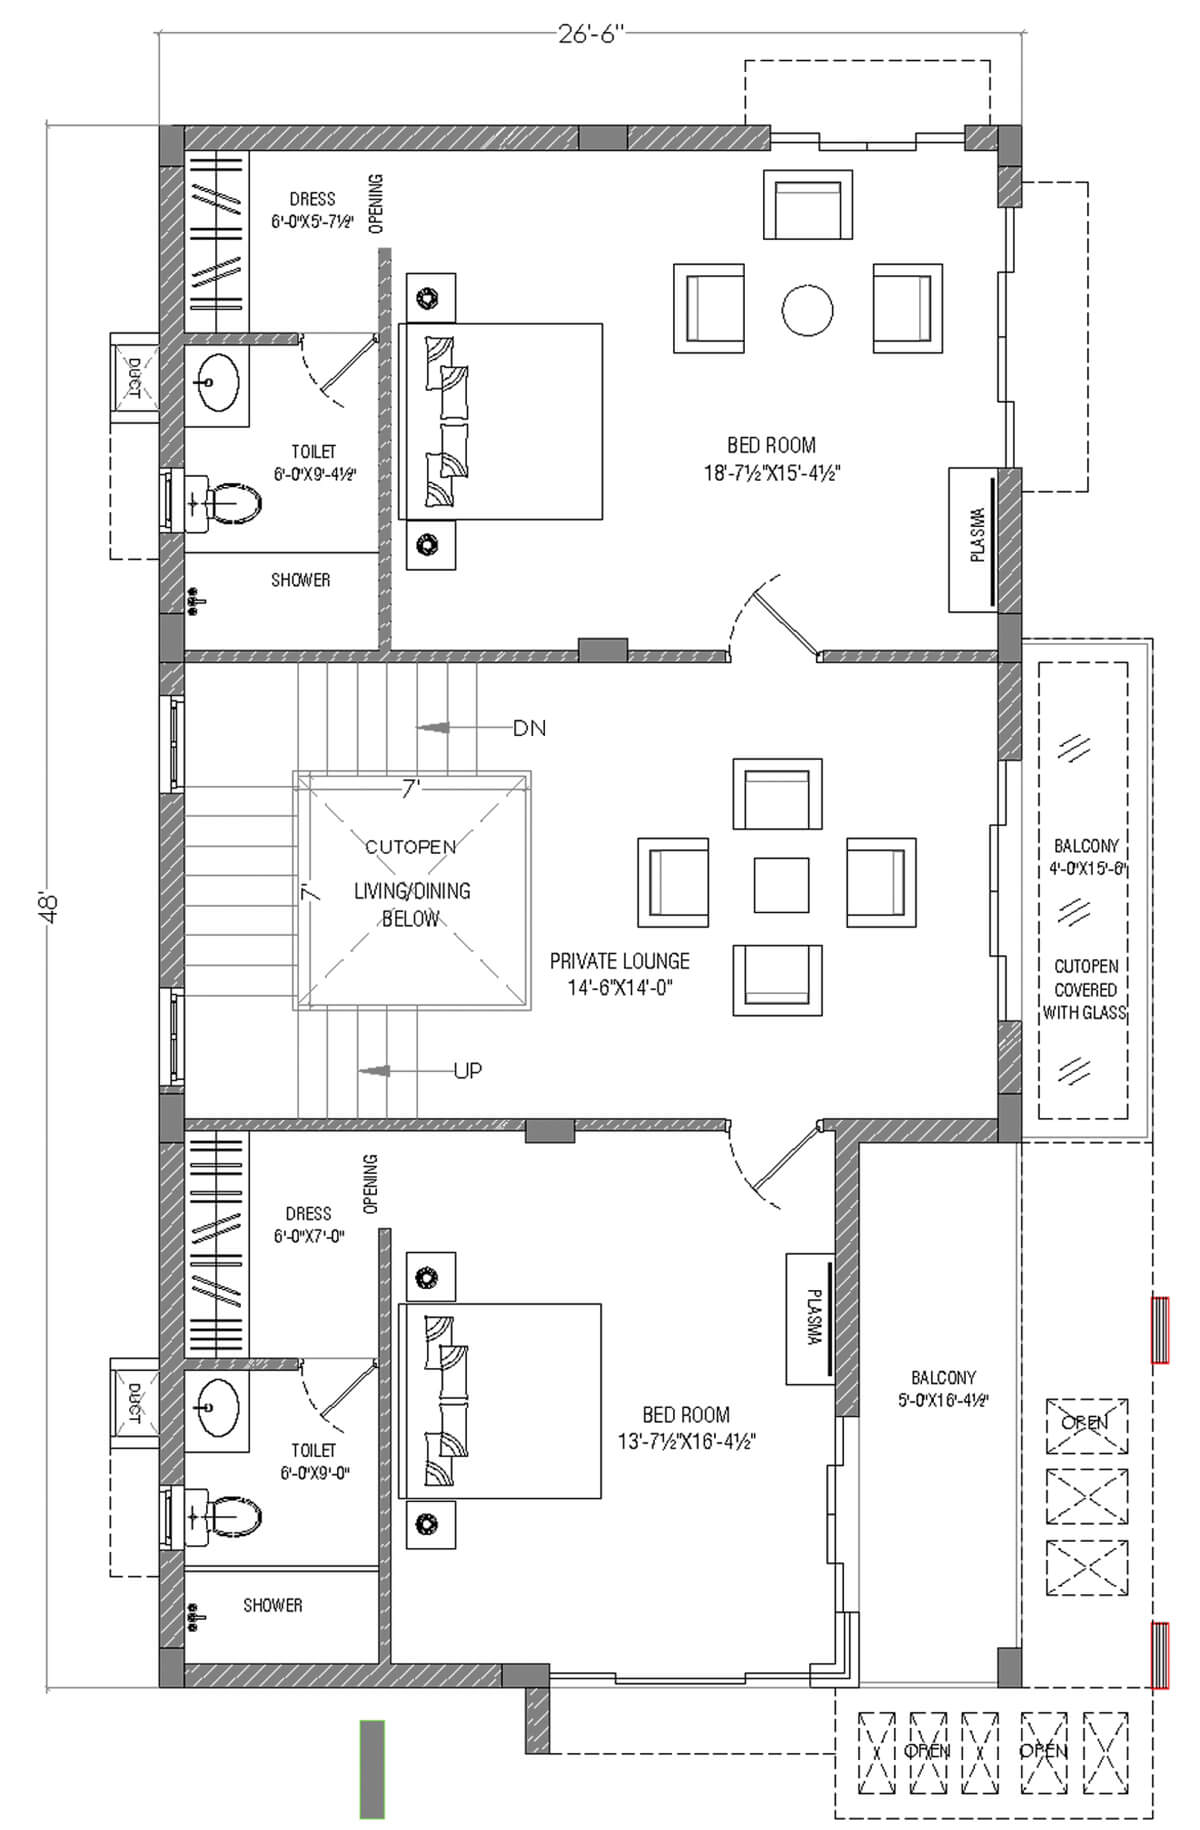 26'-6"
48'
DRESS
6'-0"X5'-7½"
OPENING
DUCT
TOILET
6'-0"X9'-4½"
SHOWER
BED ROOM
18'-7½"X15'-4½"
PLASMA
DN
7'
7'
CUTOPEN
LIVING/DINING
BELOW
UP
PRIVATE LOUNGE
14'-6"X14'-0"
BALCONY
4'-0"X15'-6"
CUTOPEN
COVERED
WITH GLASS
DRESS
6'-0"X7'-0"
OPENING
DUCT
TOILET
6'-0"X9'-0"
SHOWER
BED ROOM
13'-7½"X16'-4½"
PLASMA
BALCONY
5'-0"X16'-4½"
OPEN
OPEN
OPEN